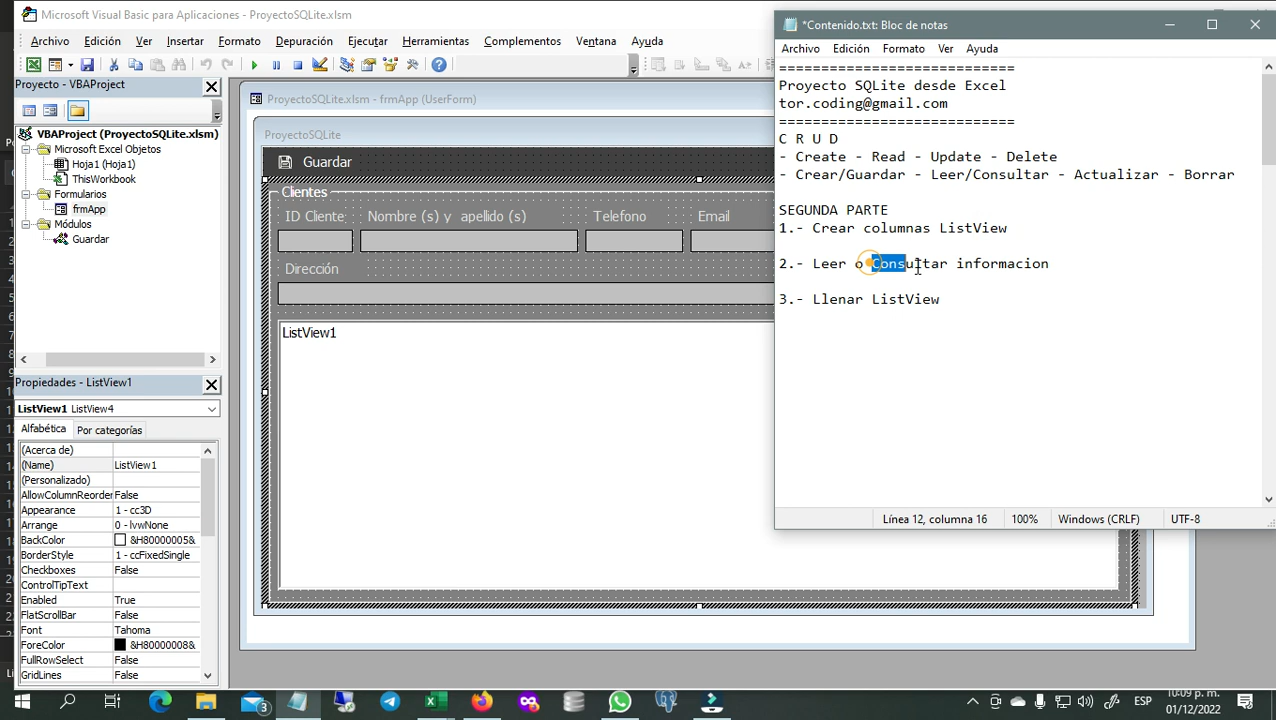 Microsoft Visual Basic para Aplicaciones - ProyectoSQLite.xlsm
Archivo Edición Ver Insertar Formato Depuración Ejecutar Herramientas Complementos Ventana Ayuda
Proyecto - VBAProject
VBAProject (ProyectoSQLite.xlsm)
Microsoft Excel Objetos
Hoja1 (Hoja1)
ThisWorkbook
Formularios
frmApp
Módulos
Guardar
Propiedades - ListView1
ListView1 ListView4
Alfabética Por categorías
(Acerca de)
(Name) ListView1
(Personalizado)
AllowColumnReorder False
Appearance 1 - cc3D
Arrange 0 - lvwNone
BackColor &H80000005&
BorderStyle 1 - ccFixedSingle
Checkboxes False
ControlTipText
Enabled True
FlatScrollBar False
Font Tahoma
ForeColor &H80000008&
FullRowSelect False
GridLines False
ProyectoSQLite.xlsm - frmApp (UserForm)
ProyectoSQLite
Guardar
Clientes
ID Cliente Nombre (s) y apellido (s) Telefono Email
Dirección
ListView1
*Contenido.txt: Bloc de notas
Archivo Edición Formato Ver Ayuda
============================
Proyecto SQLite desde Excel
tor.coding@gmail.com
============================
C R U D
- Create - Read - Update - Delete
- Crear/Guardar - Leer/Consultar - Actualizar - Borrar
SEGUNDA PARTE
1.- Crear columnas ListView
2.- Leer o Consultar informacion
3.- Llenar ListView
Línea 12, columna 16 100% Windows (CRLF) UTF-8
3
ESP
10:09 p. m.
01/12/2022